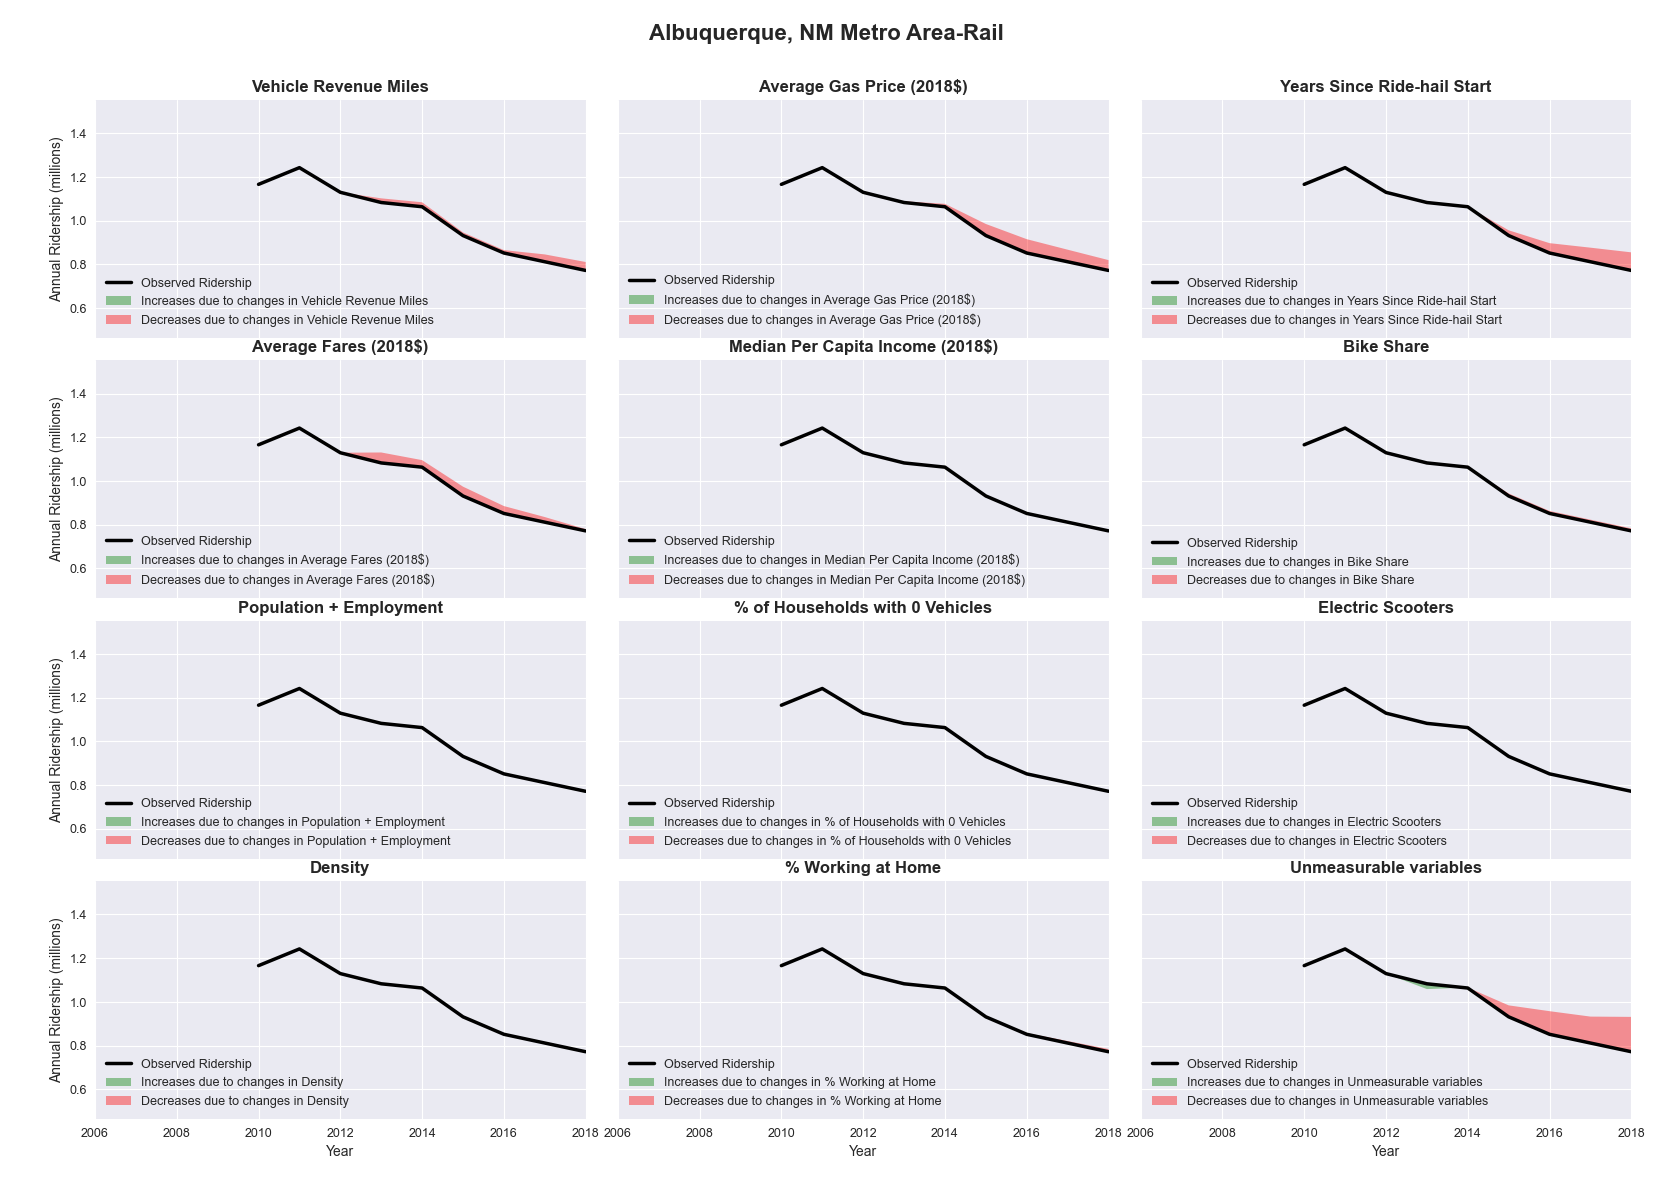 Albuquerque, NM Metro Area-Rail
Vehicle Revenue Miles
Annual Ridership (millions)
1.4
1.2
1.0
0.8
0.6
Observed Ridership
Increases due to changes in Vehicle Revenue Miles
Decreases due to changes in Vehicle Revenue Miles
Average Gas Price (2018$)
Observed Ridership
Increases due to changes in Average Gas Price (2018$)
Decreases due to changes in Average Gas Price (2018$)
Years Since Ride-hail Start
Observed Ridership
Increases due to changes in Years Since Ride-hail Start
Decreases due to changes in Years Since Ride-hail Start
Average Fares (2018$)
Annual Ridership (millions)
1.4
1.2
1.0
0.8
0.6
Observed Ridership
Increases due to changes in Average Fares (2018$)
Decreases due to changes in Average Fares (2018$)
Median Per Capita Income (2018$)
Observed Ridership
Increases due to changes in Median Per Capita Income (2018$)
Decreases due to changes in Median Per Capita Income (2018$)
Bike Share
Observed Ridership
Increases due to changes in Bike Share
Decreases due to changes in Bike Share
Population + Employment
Annual Ridership (millions)
1.4
1.2
1.0
0.8
0.6
Observed Ridership
Increases due to changes in Population + Employment
Decreases due to changes in Population + Employment
% of Households with 0 Vehicles
Observed Ridership
Increases due to changes in % of Households with 0 Vehicles
Decreases due to changes in % of Households with 0 Vehicles
Electric Scooters
Observed Ridership
Increases due to changes in Electric Scooters
Decreases due to changes in Electric Scooters
Density
Annual Ridership (millions)
1.4
1.2
1.0
0.8
0.6
Observed Ridership
Increases due to changes in Density
Decreases due to changes in Density
2006 2008 2010 2012 2014 2016 2018
Year
% Working at Home
Observed Ridership
Increases due to changes in % Working at Home
Decreases due to changes in % Working at Home
2006 2008 2010 2012 2014 2016 2018
Year
Unmeasurable variables
Observed Ridership
Increases due to changes in Unmeasurable variables
Decreases due to changes in Unmeasurable variables
2006 2008 2010 2012 2014 2016 2018
Year